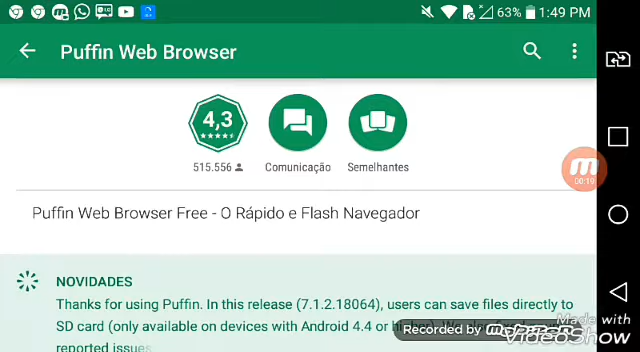 63% 1:49 PM
Puffin Web Browser
4,3
515.556 Comunicação Semelhantes
00:19
Puffin Web Browser Free - O Rápido e Flash Navegador
NOVIDADES
Thanks for using Puffin. In this release (7.1.2.18064), users can save files directly to
SD card (only available on devices with Android 4.4 or
reported issues
Recorded by
Made with
VideoShow